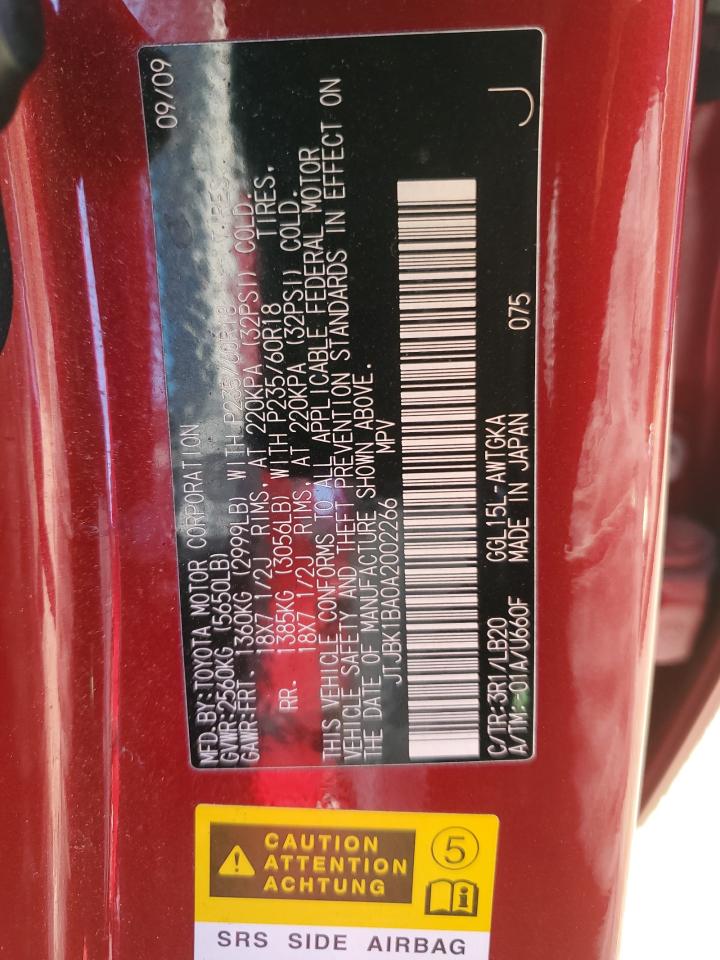 MFD.BY:TOYOTA MOTOR CORPORATION 09/09
GVWR:2560KG (5650LB)
GAWR:FRT. 1360KG (2999LB) WITH P235/60R18 TIRES,
18X7 1/2J RIMS, AT 220KPA (32PSI) COLD.
RR. 1385KG (3056LB) WITH P235/60R18 TIRES,
18X7 1/2J RIMS, AT 220KPA (32PSI) COLD.
THIS VEHICLE CONFORMS TO ALL APPLICABLE FEDERAL MOTOR
VEHICLE SAFETY AND THEFT PREVENTION STANDARDS IN EFFECT ON
THE DATE OF MANUFACTURE SHOWN ABOVE.
JTJBK1BA0A2002266 MPV
C/TR:3R1/LB20 GGL15L-AWTGKA 075 J
A/TM:-01A/U660F MADE IN JAPAN
CAUTION
ATTENTION
ACHTUNG
5
i
SRS SIDE AIRBAG